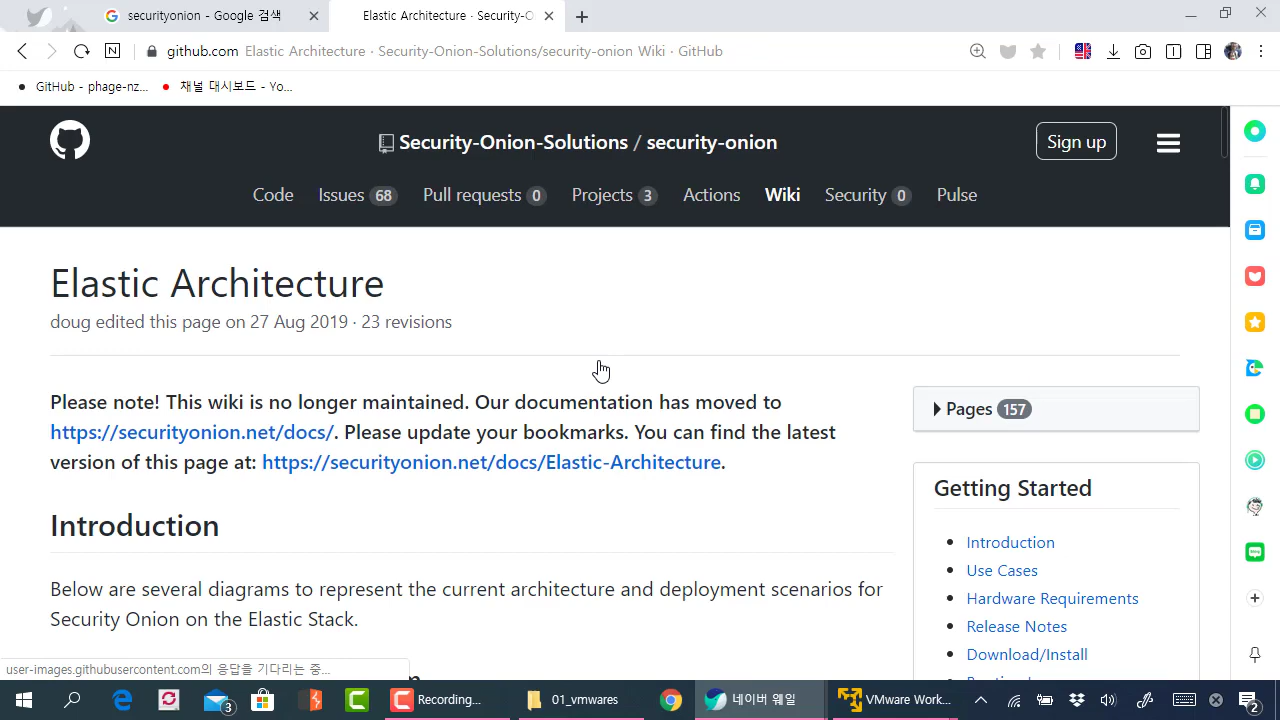 securityonion - Google 검색
Elastic Architecture · Security-O
github.com Elastic Architecture · Security-Onion-Solutions/security-onion Wiki · GitHub
GitHub - phage-nz...
채널 대시보드 - Yo...
Security-Onion-Solutions / security-onion
Sign up
Code Issues 68 Pull requests 0 Projects 3 Actions Wiki Security 0 Pulse
Elastic Architecture
doug edited this page on 27 Aug 2019 · 23 revisions
Please note! This wiki is no longer maintained. Our documentation has moved to
https://securityonion.net/docs/. Please update your bookmarks. You can find the latest
version of this page at: https://securityonion.net/docs/Elastic-Architecture.
Pages 157
Getting Started
Introduction
Use Cases
Hardware Requirements
Release Notes
Download/Install
Introduction
Below are several diagrams to represent the current architecture and deployment scenarios for
Security Onion on the Elastic Stack.
user-images.githubusercontent.com의 응답을 기다리는 중...
3
Recording...
01_vmwares
네이버 웨일
VMware Work...
2